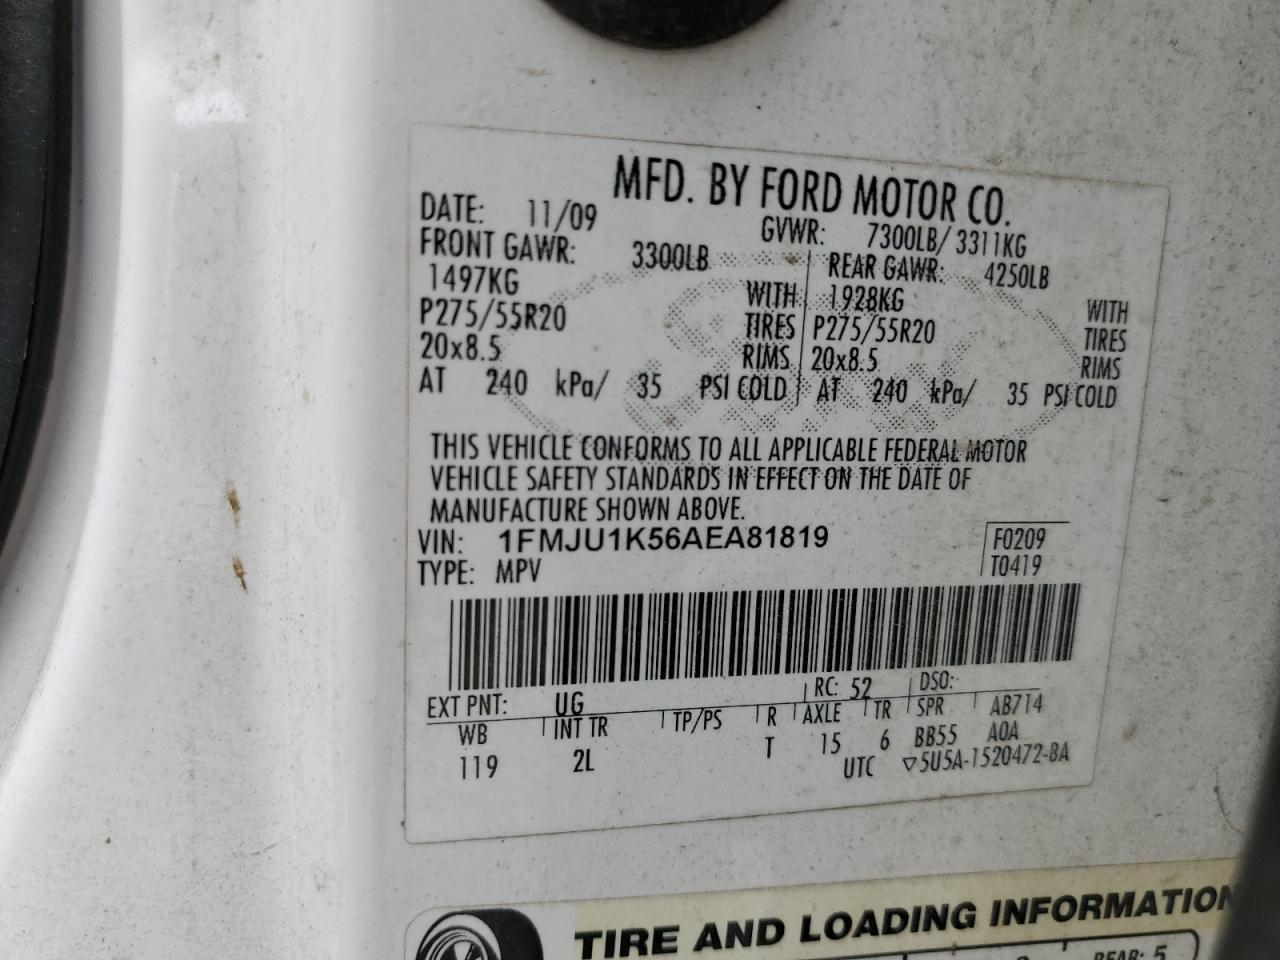 MFD. BY FORD MOTOR CO.
DATE: 11/09 GVWR: 7300LB/ 3311KG
FRONT GAWR: 3300LB REAR GAWR: 4250LB
1497KG WITH 1928KG WITH
P275/55R20 TIRES P275/55R20 TIRES
20x8.5 RIMS 20x8.5 RIMS
AT 240 kPa/ 35 PSI COLD AT 240 kPa/ 35 PSI COLD
THIS VEHICLE CONFORMS TO ALL APPLICABLE FEDERAL MOTOR
VEHICLE SAFETY STANDARDS IN EFFECT ON THE DATE OF
MANUFACTURE SHOWN ABOVE.
VIN: 1FMJU1K56AEA81819 F0209
TYPE: MPV T0419
EXT PNT: UG RC: 52 DSO:
WB INT TR TP/PS R AXLE TR SPR AB714
119 2L T 15 6 BB55 A0A
UTC ▽5U5A-1520472-BA
TIRE AND LOADING INFORMATION
REAR: 5